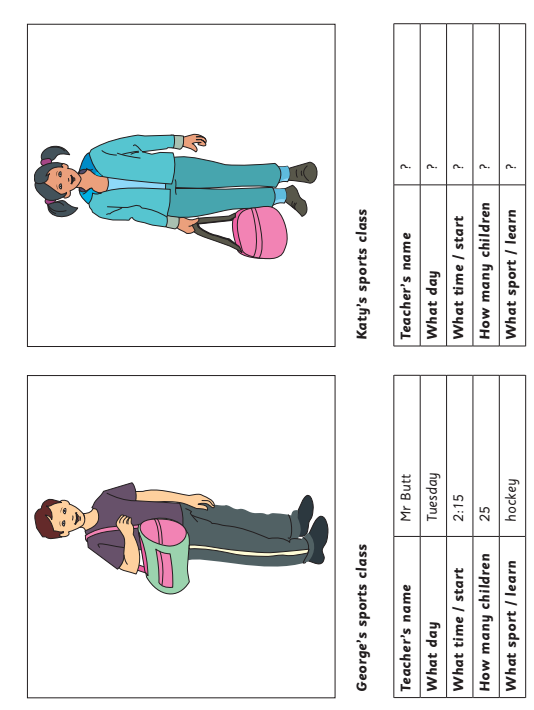 George's sports class
Teacher's name Mr Butt
What day Tuesday
What time / start 2:15
How many children 25
What sport / learn hockey
Katy's sports class
Teacher's name ?
What day ?
What time / start ?
How many children ?
What sport / learn ?